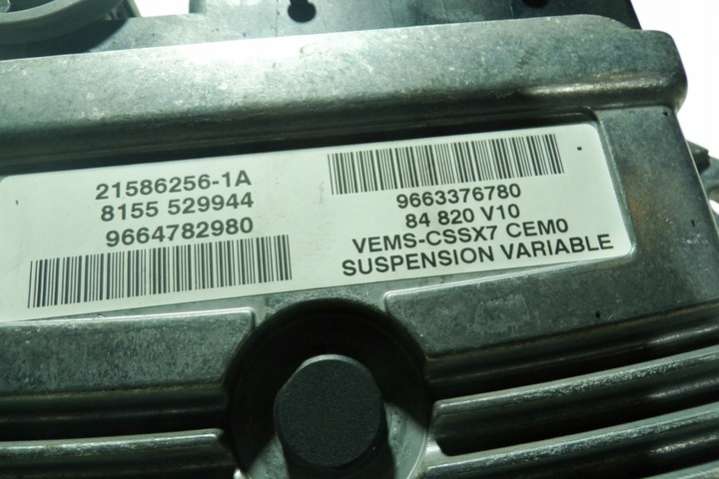 21586256-1A
8155 529944
9664782980
9663376780
84 820 V10
VEMS-CSSX7 CEM0
SUSPENSION VARIABLE